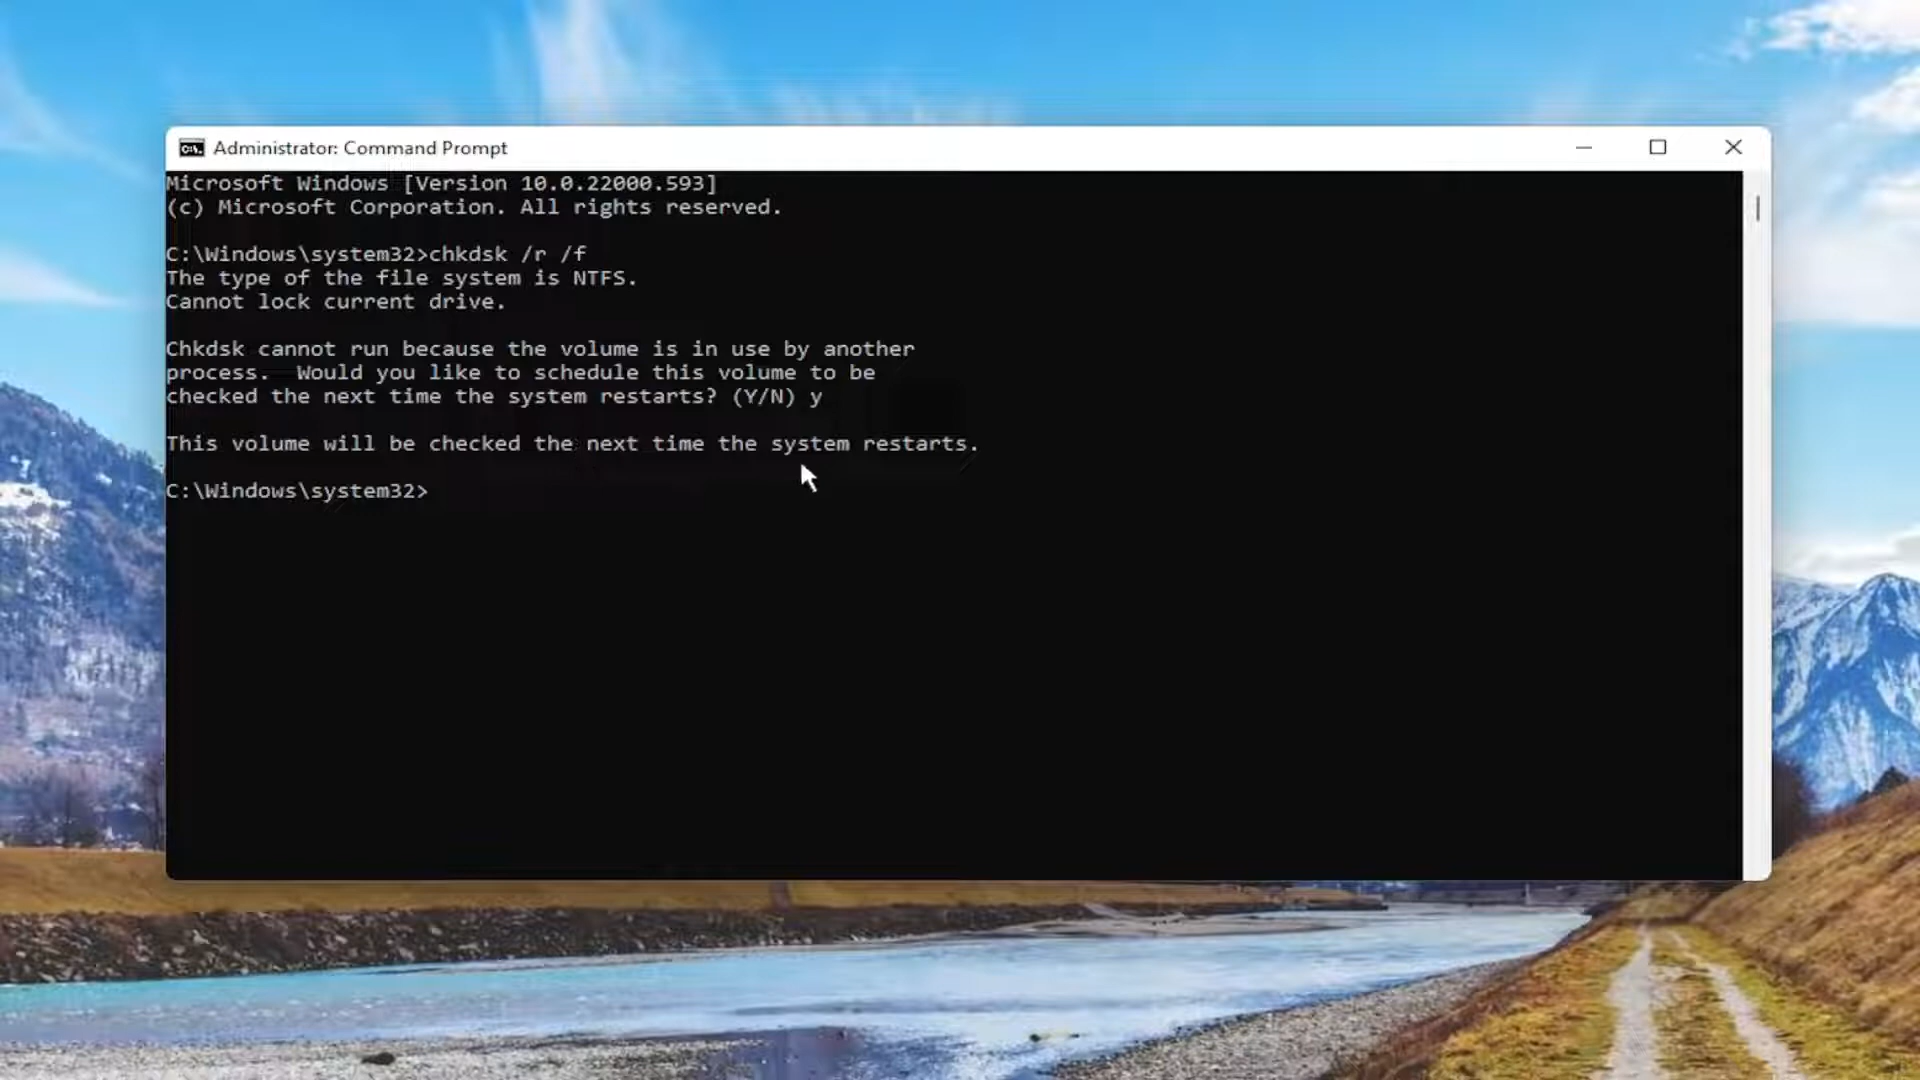 Administrator: Command Prompt
Microsoft Windows [Version 10.0.22000.593]
(c) Microsoft Corporation. All rights reserved.
C:\Windows\system32>chkdsk /r /f
The type of the file system is NTFS.
Cannot lock current drive.
Chkdsk cannot run because the volume is in use by another
process.  Would you like to schedule this volume to be
checked the next time the system restarts? (Y/N) y
This volume will be checked the next time the system restarts.
C:\Windows\system32>